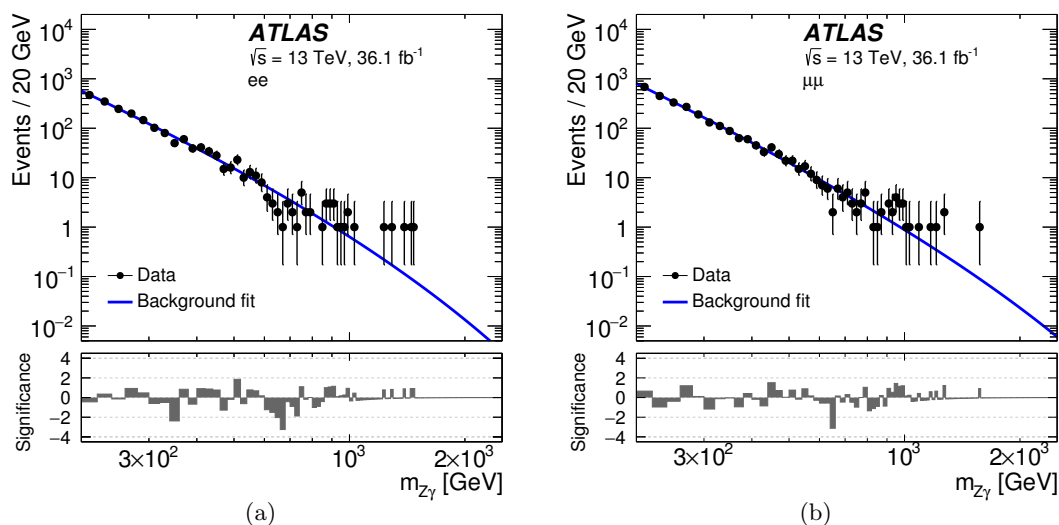 ATLAS
√s = 13 TeV, 36.1 fb⁻¹
ee
Events / 20 GeV
10⁴
10³
10²
10
1
10⁻¹
10⁻²
Data
Background fit
Significance
4
2
0
−2
−4
3×10²
10³
2×10³
m_Zγ [GeV]
(a)
ATLAS
√s = 13 TeV, 36.1 fb⁻¹
μμ
Events / 20 GeV
10⁴
10³
10²
10
1
10⁻¹
10⁻²
Data
Background fit
Significance
4
2
0
−2
−4
3×10²
10³
2×10³
m_Zγ [GeV]
(b)